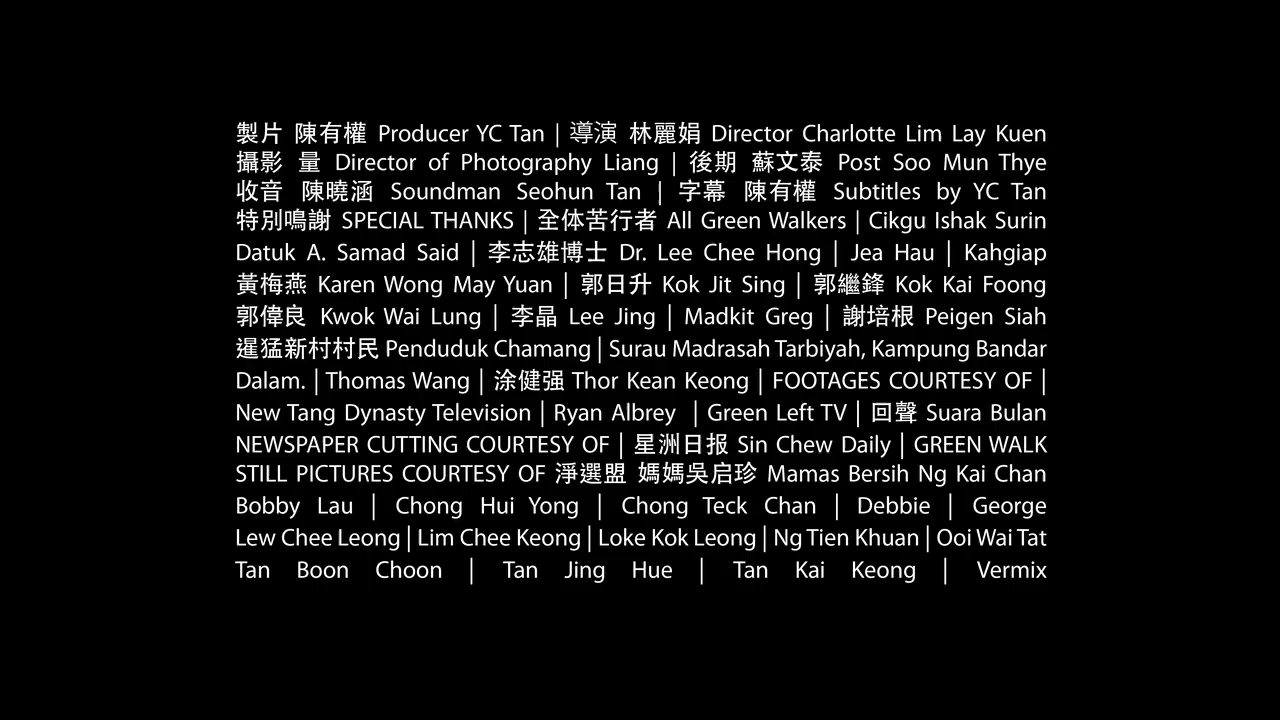 製片 陳有權 Producer YC Tan | 導演 林麗娟 Director Charlotte Lim Lay Kuen
攝影 量 Director of Photography Liang | 後期 蘇文泰 Post Soo Mun Thye
收音 陳曉涵 Soundman Seohun Tan | 字幕 陳有權 Subtitles by YC Tan
特別鳴謝 SPECIAL THANKS | 全体苦行者 All Green Walkers | Cikgu Ishak Surin
Datuk A. Samad Said | 李志雄博士 Dr. Lee Chee Hong | Jea Hau | Kahgiap
黃梅燕 Karen Wong May Yuan | 郭日升 Kok Jit Sing | 郭繼鋒 Kok Kai Foong
郭偉良 Kwok Wai Lung | 李晶 Lee Jing | Madkit Greg | 謝培根 Peigen Siah
暹猛新村村民 Penduduk Chamang | Surau Madrasah Tarbiyah, Kampung Bandar
Dalam. | Thomas Wang | 涂健强 Thor Kean Keong | FOOTAGES COURTESY OF |
New Tang Dynasty Television | Ryan Albrey | Green Left TV | 回聲 Suara Bulan
NEWSPAPER CUTTING COURTESY OF | 星洲日报 Sin Chew Daily | GREEN WALK
STILL PICTURES COURTESY OF 淨選盟 媽媽吳启珍 Mamas Bersih Ng Kai Chan
Bobby Lau | Chong Hui Yong | Chong Teck Chan | Debbie | George
Lew Chee Leong | Lim Chee Keong | Loke Kok Leong | Ng Tien Khuan | Ooi Wai Tat
Tan Boon Choon | Tan Jing Hue | Tan Kai Keong | Vermix